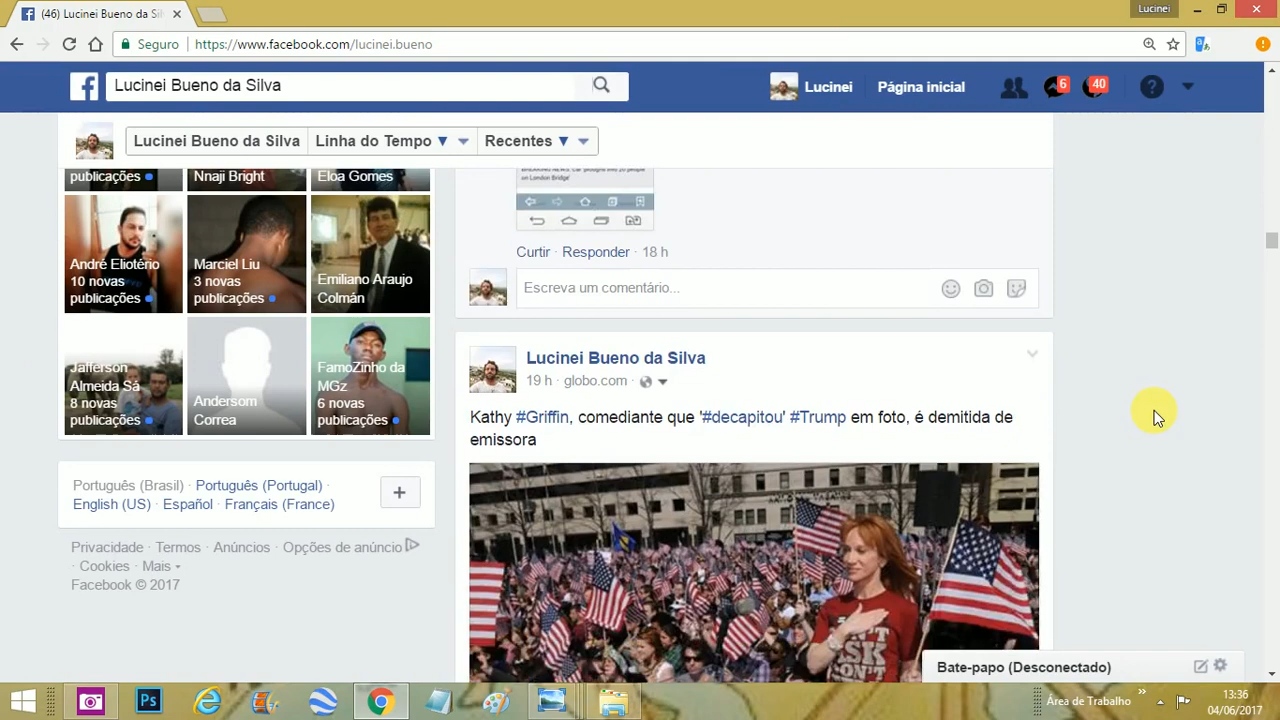 (46) Lucinei Bueno da Sil
Lucinei
Seguro
https://www.facebook.com/lucinei.bueno
Lucinei Bueno da Silva
Lucinei
Página inicial
6
40
Lucinei Bueno da Silva
Linha do Tempo ▼
Recentes ▼
publicações
Nnaji Bright
Eloa Gomes
André Eliotério
10 novas
publicações
Marciel Liu
3 novas
publicações
Emiliano Araujo
Colmán
Jafferson
Almeida Sá
8 novas
publicações
Andersom
Correa
FamoZinho da
MGz
6 novas
publicações
Português (Brasil) · Português (Portugal) ·
English (US) · Español · Français (France)
Privacidade · Termos · Anúncios · Opções de anúncio
· Cookies · Mais
Facebook © 2017
on London Bridge'
Curtir · Responder · 18 h
Escreva um comentário...
Lucinei Bueno da Silva
19 h · globo.com ·
Kathy #Griffin, comediante que '#decapitou' #Trump em foto, é demitida de
emissora
Bate-papo (Desconectado)
Ps
Área de Trabalho
13:36
04/06/2017